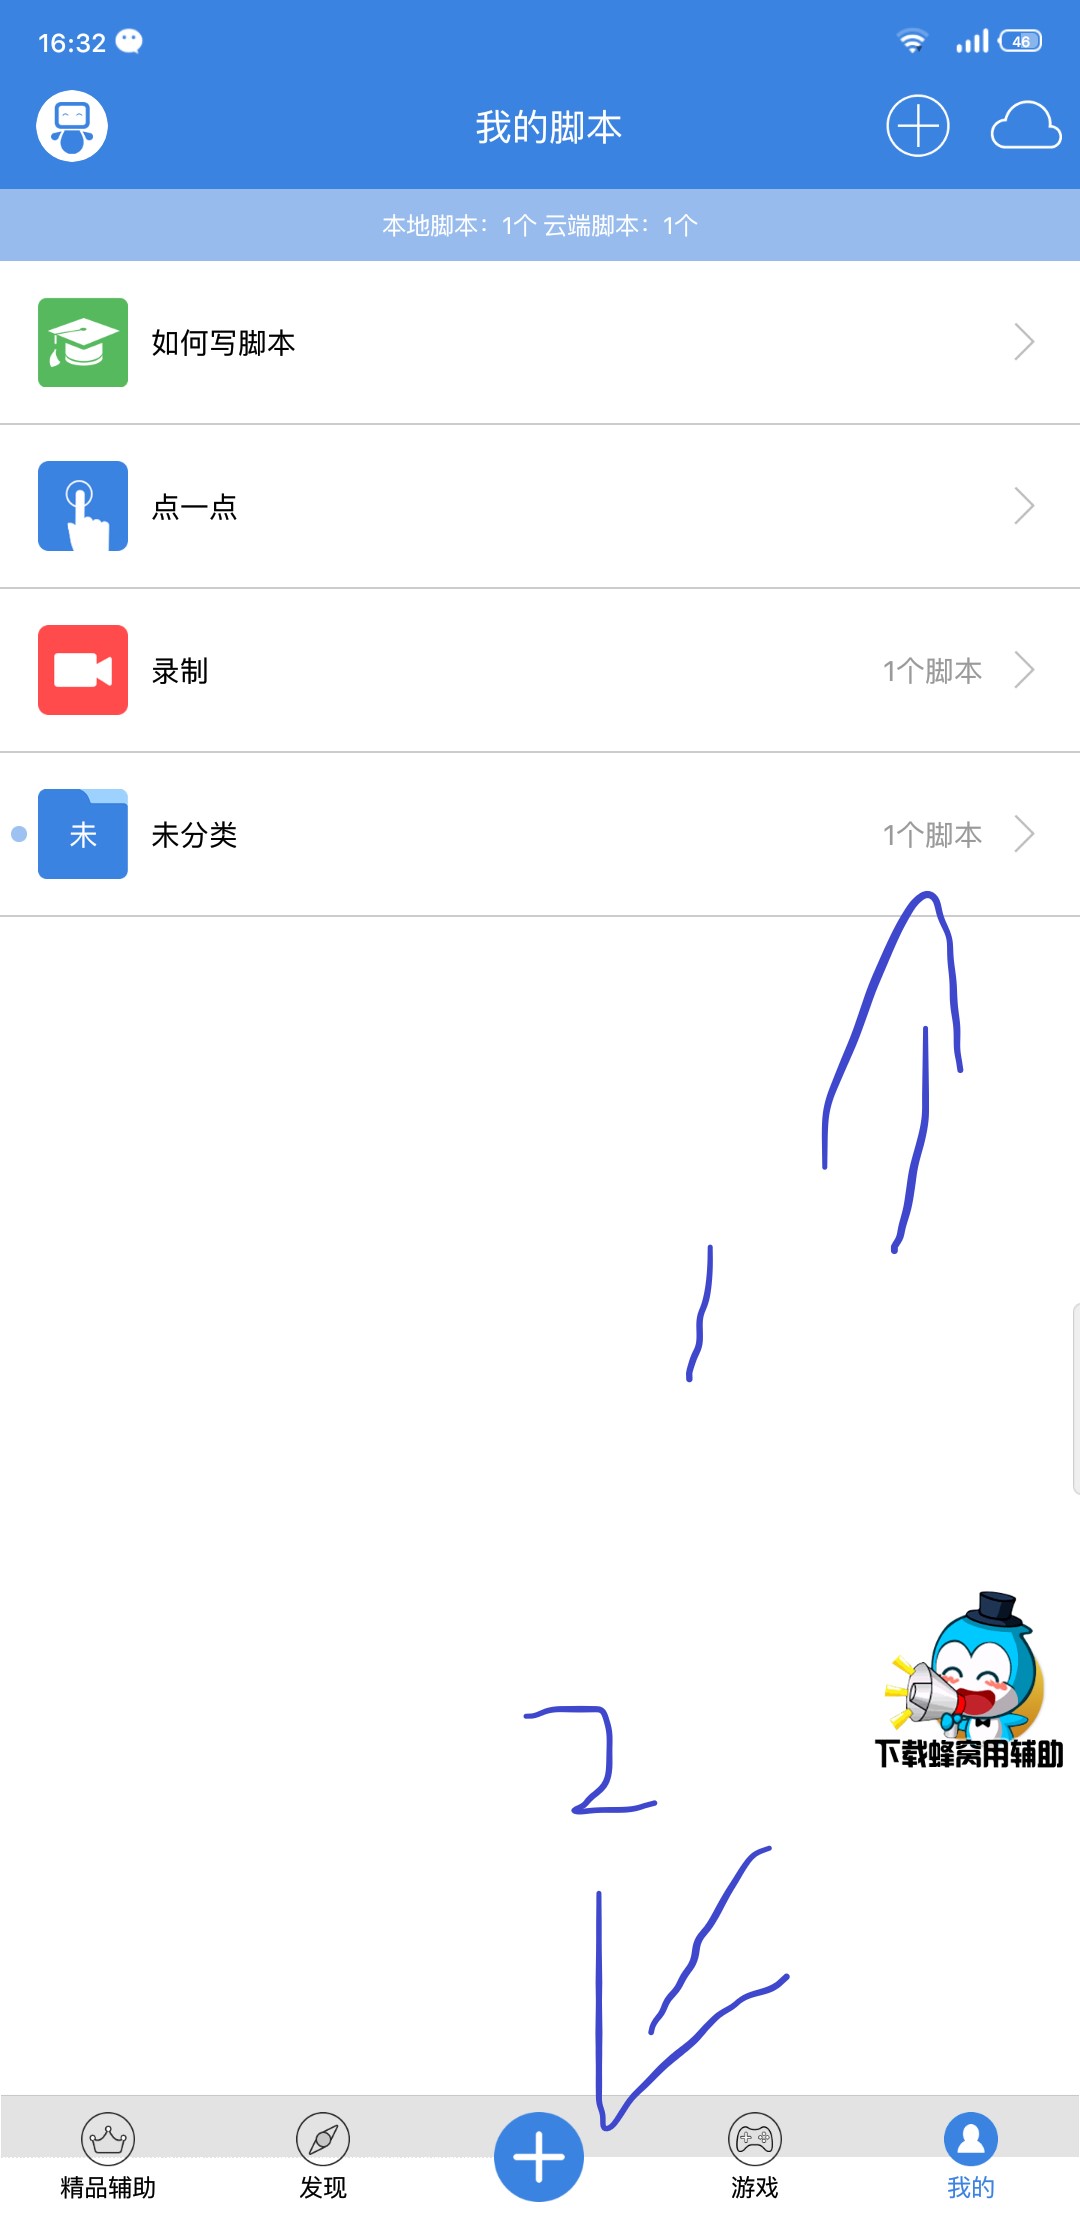 16:32
46
我的脚本
本地脚本：1个 云端脚本：1个
如何写脚本
点一点
录制
1个脚本
未
未分类
1个脚本
1
2
下载蜂窝用辅助
精品辅助
发现
游戏
我的